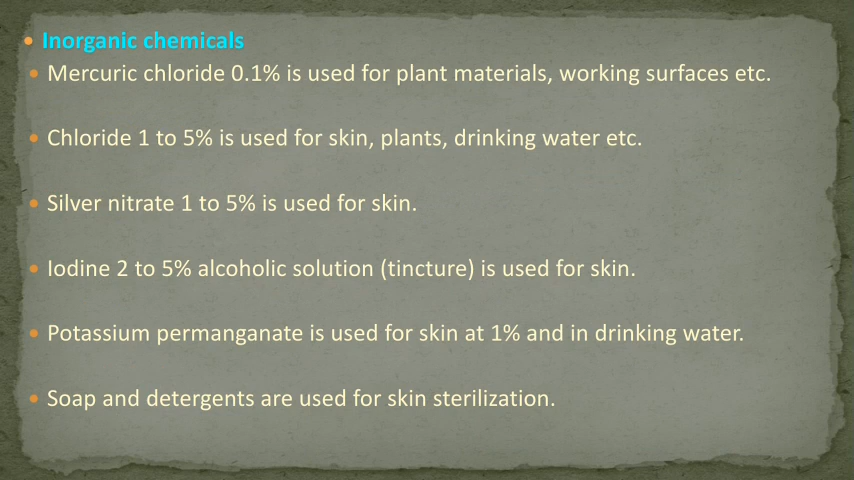 • Inorganic chemicals
• Mercuric chloride 0.1% is used for plant materials, working surfaces etc.
• Chloride 1 to 5% is used for skin, plants, drinking water etc.
• Silver nitrate 1 to 5% is used for skin.
• Iodine 2 to 5% alcoholic solution (tincture) is used for skin.
• Potassium permanganate is used for skin at 1% and in drinking water.
• Soap and detergents are used for skin sterilization.